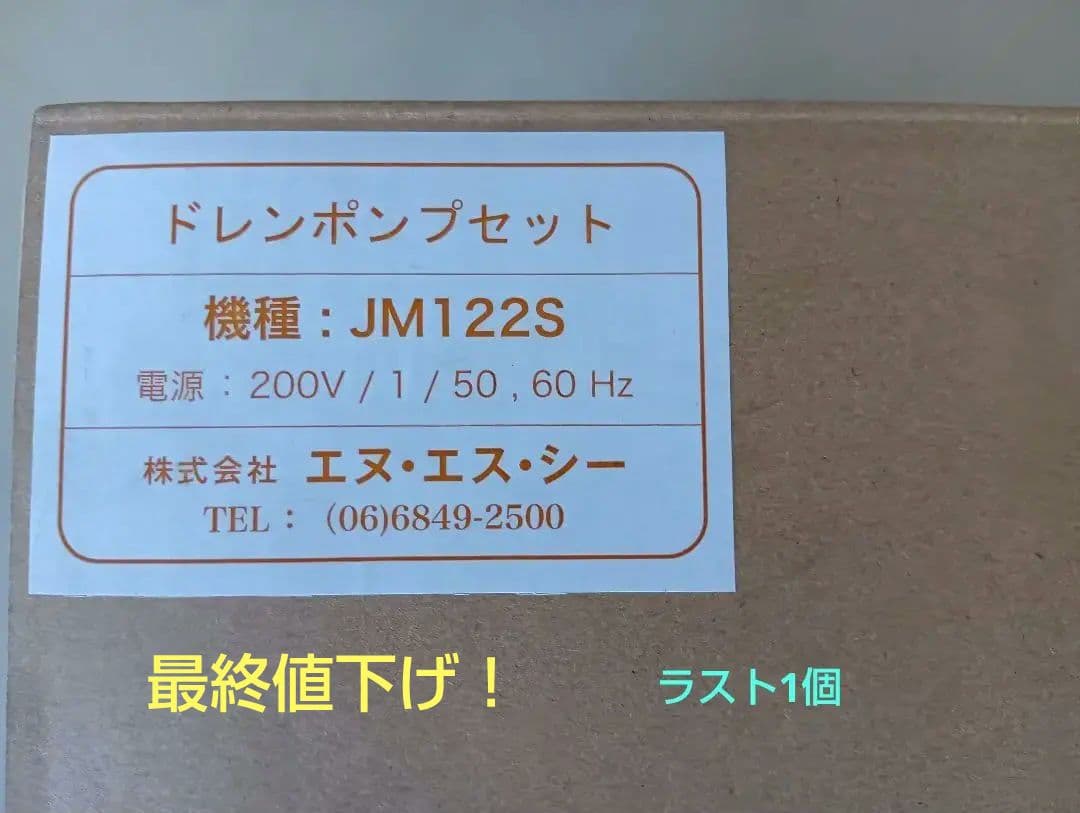 ドレンポンプセット
機種：JM122S
電源：200V / 1 / 50 , 60 Hz
株式会社 エヌ・エス・シー
TEL： (06)6849-2500
最終値下げ！
ラスト1個